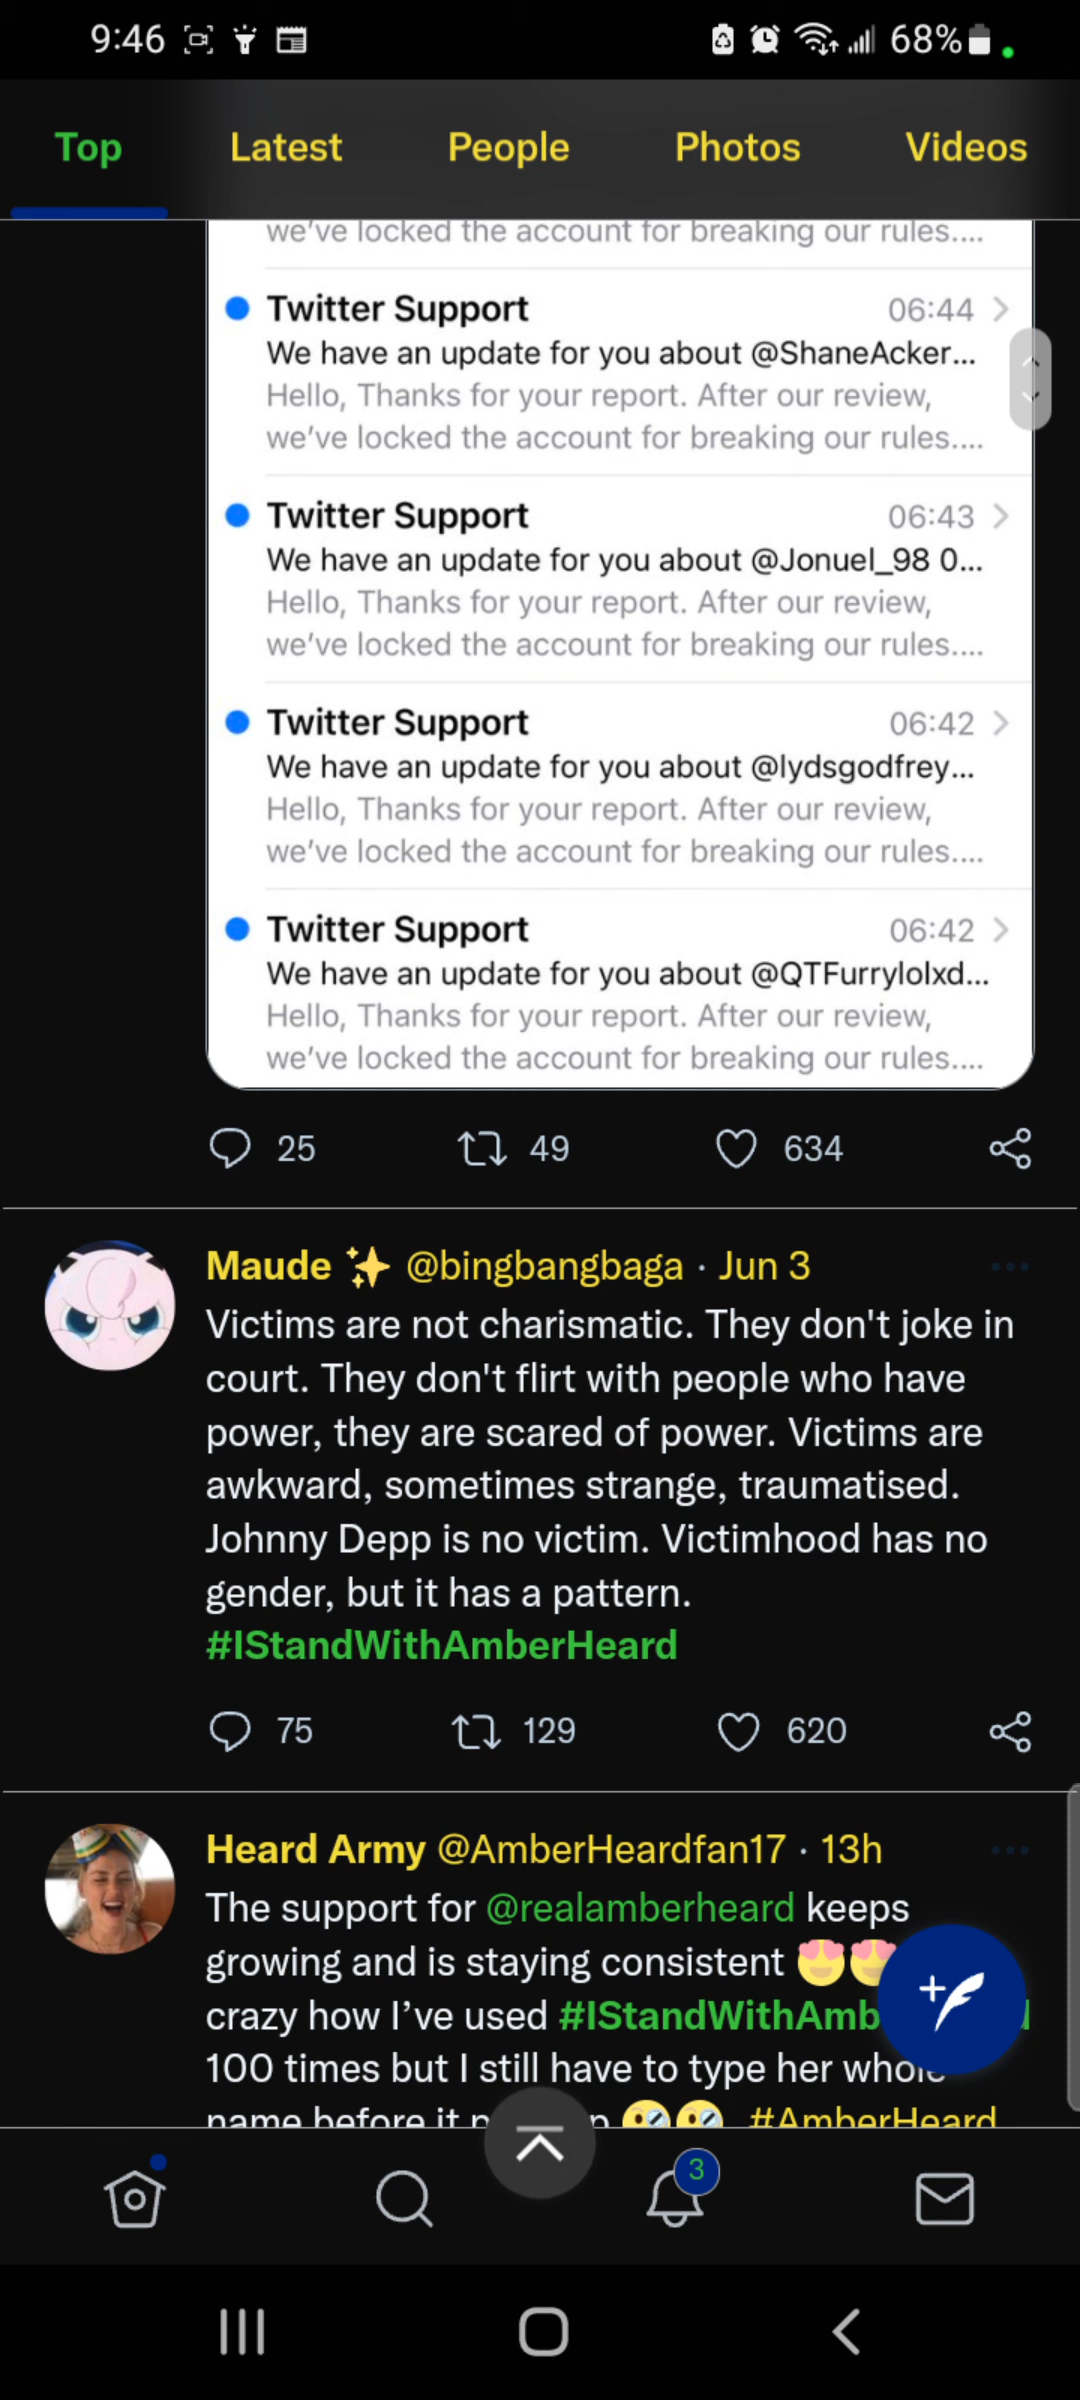 9:46 68%
Top Latest People Photos Videos
we've locked the account for breaking our rules....
Twitter Support 06:44
We have an update for you about @ShaneAcker...
Hello, Thanks for your report. After our review,
we've locked the account for breaking our rules....
Twitter Support 06:43
We have an update for you about @Jonuel_98 0...
Hello, Thanks for your report. After our review,
we've locked the account for breaking our rules....
Twitter Support 06:42
We have an update for you about @lydsgodfrey...
Hello, Thanks for your report. After our review,
we've locked the account for breaking our rules....
Twitter Support 06:42
We have an update for you about @QTFurrylolxd...
Hello, Thanks for your report. After our review,
we've locked the account for breaking our rules....
25 49 634
Maude ✨ @bingbangbaga · Jun 3
Victims are not charismatic. They don't joke in
court. They don't flirt with people who have
power, they are scared of power. Victims are
awkward, sometimes strange, traumatised.
Johnny Depp is no victim. Victimhood has no
gender, but it has a pattern.
#IStandWithAmberHeard
75 129 620
Heard Army @AmberHeardfan17 · 13h
The support for @realamberheard keeps
growing and is staying consistent 😍😍
crazy how I've used #IStandWithAmb
100 times but I still have to type her whole
name before it #AmberHeard
3